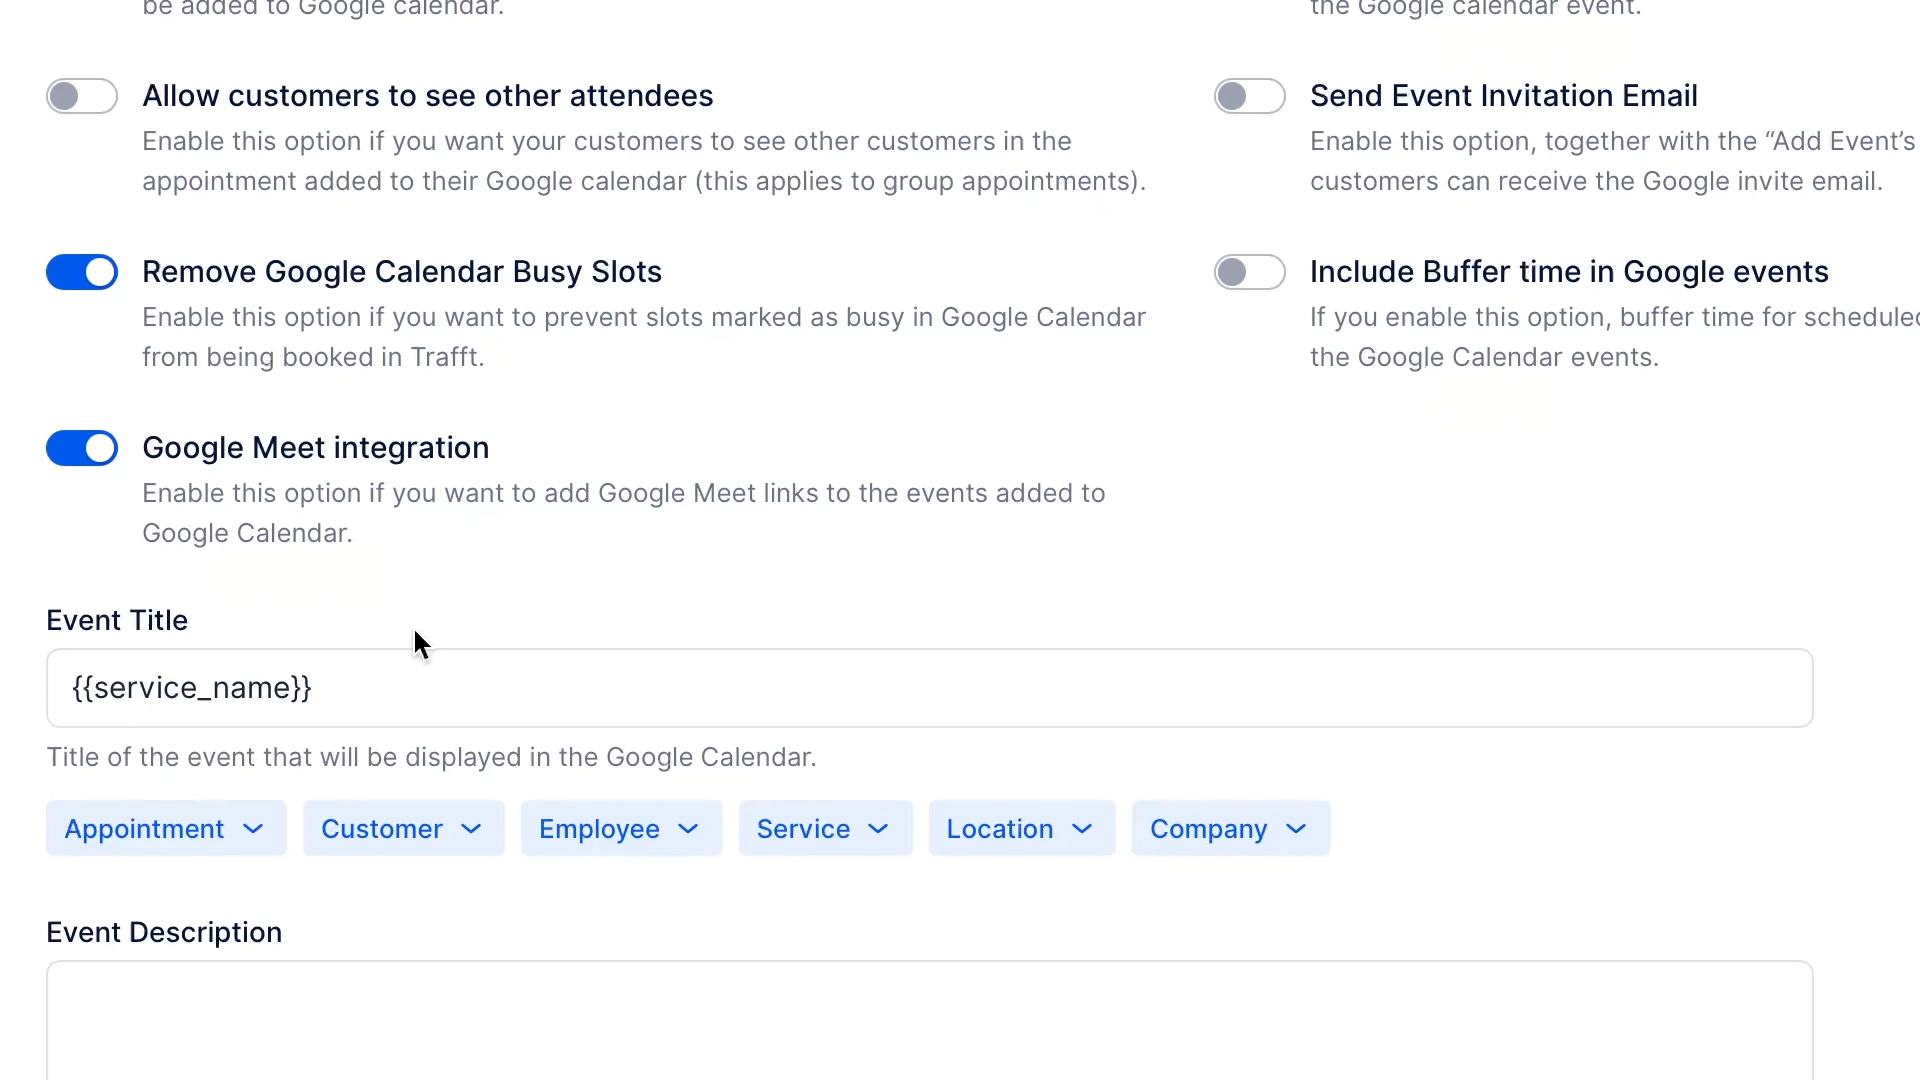 be added to Google calendar.
the Google calendar event.
Allow customers to see other attendees
Enable this option if you want your customers to see other customers in the
appointment added to their Google calendar (this applies to group appointments).
Send Event Invitation Email
Enable this option, together with the “Add Event’s
customers can receive the Google invite email.
Remove Google Calendar Busy Slots
Enable this option if you want to prevent slots marked as busy in Google Calendar
from being booked in Trafft.
Include Buffer time in Google events
If you enable this option, buffer time for scheduled
the Google Calendar events.
Google Meet integration
Enable this option if you want to add Google Meet links to the events added to
Google Calendar.
Event Title
{{service_name}}
Title of the event that will be displayed in the Google Calendar.
Appointment Customer Employee Service Location Company
Event Description